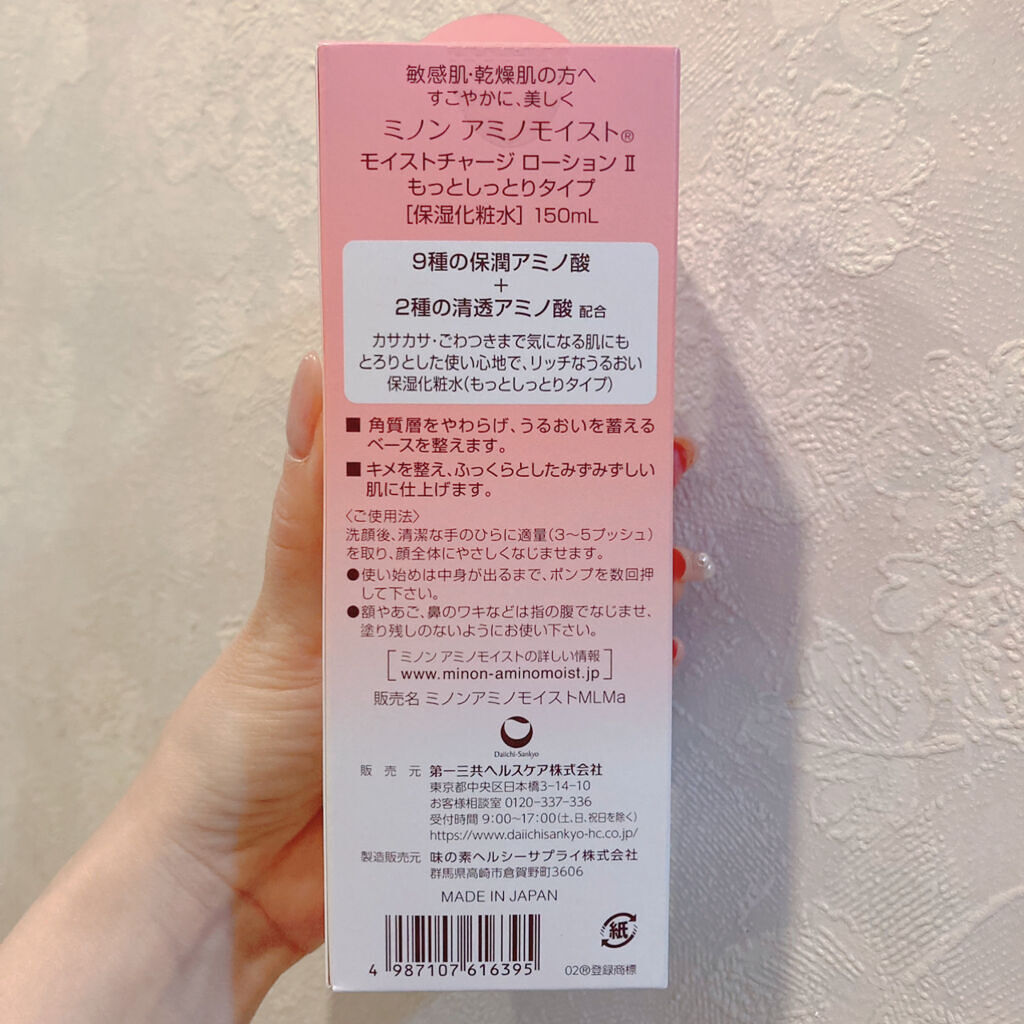 敏感肌・乾燥肌の方へ
すこやかに、美しく
ミノン アミノモイスト®
モイストチャージ ローション Ⅱ
もっとしっとりタイプ
[保湿化粧水] 150mL
9種の保潤アミノ酸
+
2種の清透アミノ酸 配合
カサカサ・ごわつきまで気になる肌にも
とろりとした使い心地で、リッチなうるおい
保湿化粧水(もっとしっとりタイプ)
■ 角質層をやわらげ、うるおいを蓄える
ベースを整えます。
■ キメを整え、ふっくらとしたみずみずしい
肌に仕上げます。
〈ご使用法〉
洗顔後、清潔な手のひらに適量(3〜5プッシュ)
を取り、顔全体にやさしくなじませます。
●使い始めは中身が出るまで、ポンプを数回押
して下さい。
●額やあご、鼻のワキなどは指の腹でなじませ、
塗り残しのないようにお使い下さい。
[ミノン アミノモイストの詳しい情報
www.minon-aminomoist.jp]
販売名 ミノンアミノモイストMLMa
Daiichi-Sankyo
販売元 第一三共ヘルスケア株式会社
東京都中央区日本橋3-14-10
お客様相談室 0120-337-336
受付時間 9:00〜17:00(土、日、祝日を除く)
https://www.daiichisankyo-hc.co.jp/
製造販売元 味の素ヘルシーサプライ株式会社
群馬県高崎市倉賀野町3606
MADE IN JAPAN
紙
4 987107 616395
02®登録商標